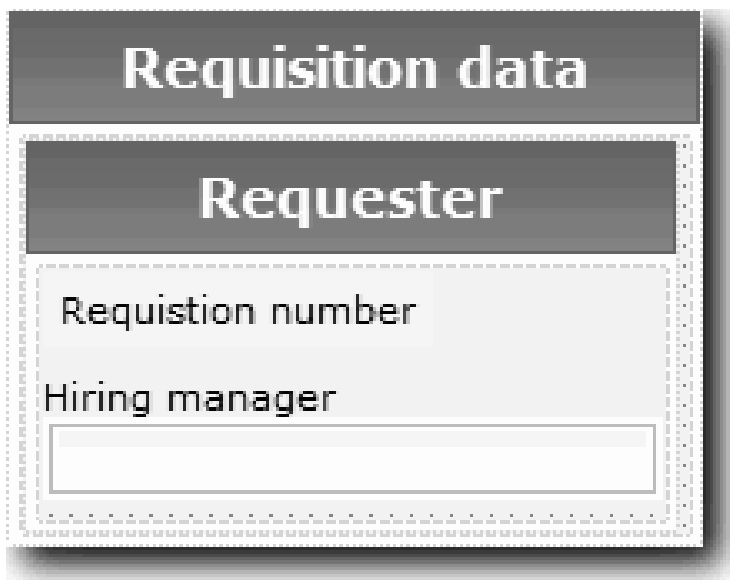 Requisition data
Requester
Requistion number
Hiring manager